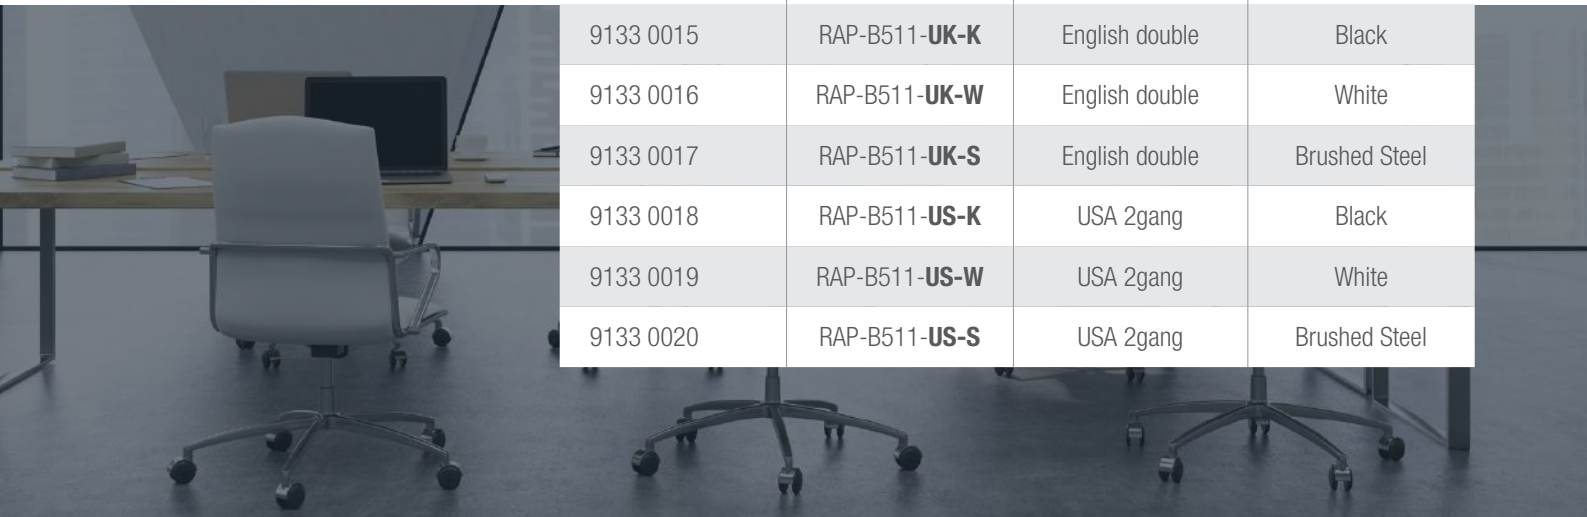 9133 0015 RAP-B511-UK-K English double Black
9133 0016 RAP-B511-UK-W English double White
9133 0017 RAP-B511-UK-S English double Brushed Steel
9133 0018 RAP-B511-US-K USA 2gang Black
9133 0019 RAP-B511-US-W USA 2gang White
9133 0020 RAP-B511-US-S USA 2gang Brushed Steel